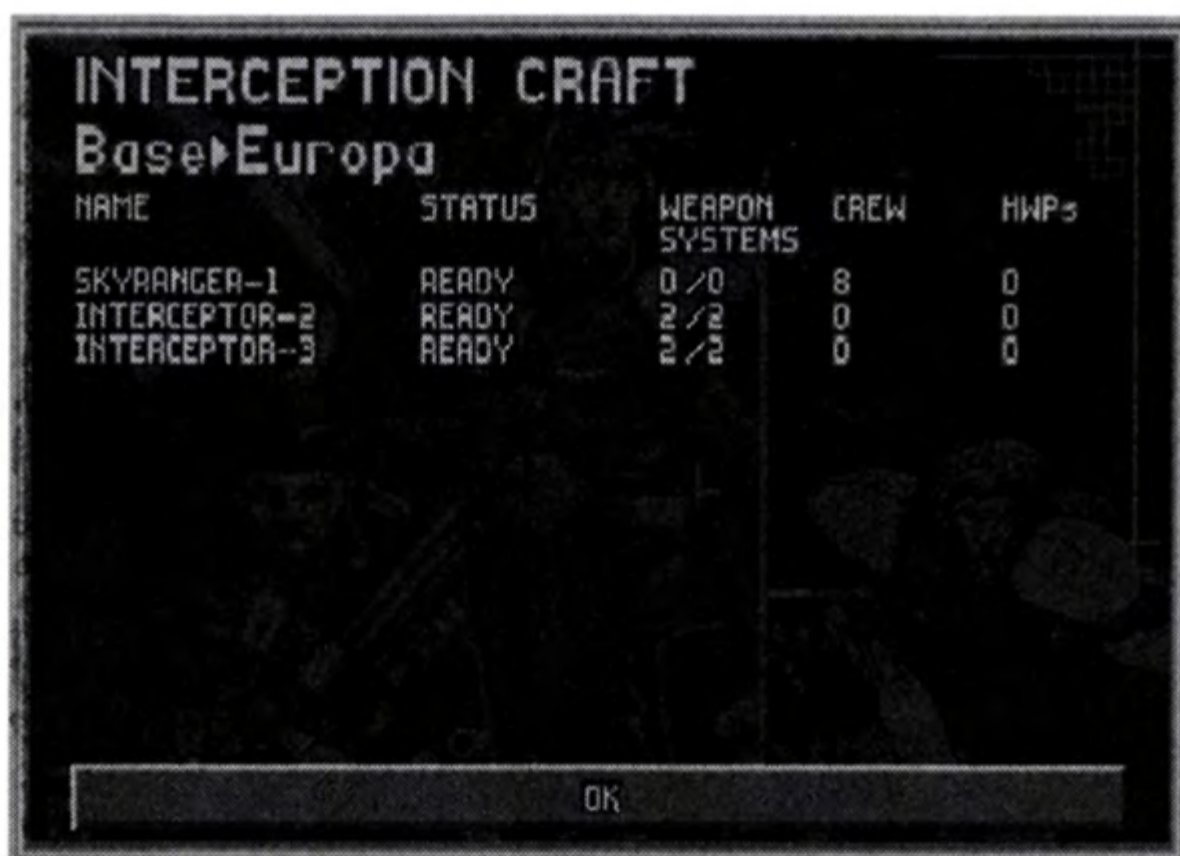 INTERCEPTION CRAFT
Base▶Europa
NAME STATUS WEAPON SYSTEMS CREW HWPs
SKYRANGER-1 READY 0/0 8 0
INTERCEPTOR-2 READY 2/2 0 0
INTERCEPTOR-3 READY 2/2 0 0
OK